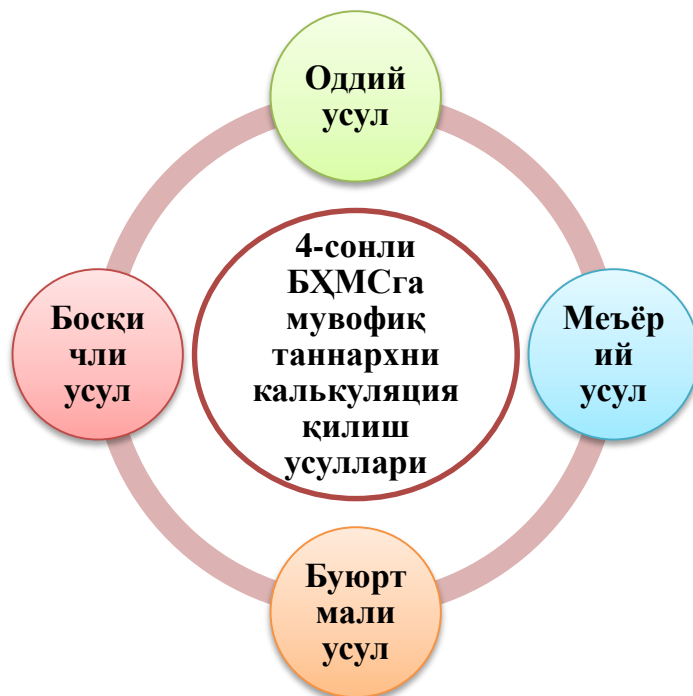 Оддий
усул
4-сонли
БҲМСга
мувофиқ
таннархни
калькуляция
қилиш
усуллари
Меъёр
ий
усул
Буюрт
мали
усул
Босқи
чли
усул